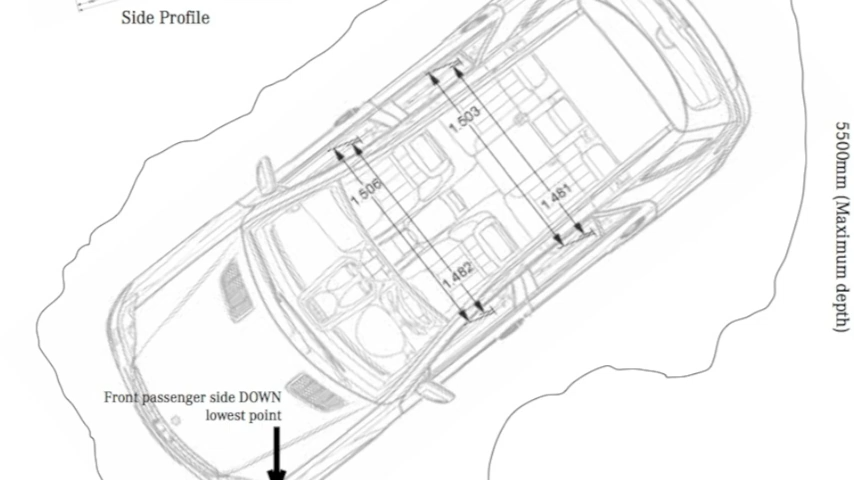 Side Profile
1.503
1.506
1.481
1.482
5500mm (Maximum depth)
Front passenger side DOWN
lowest point